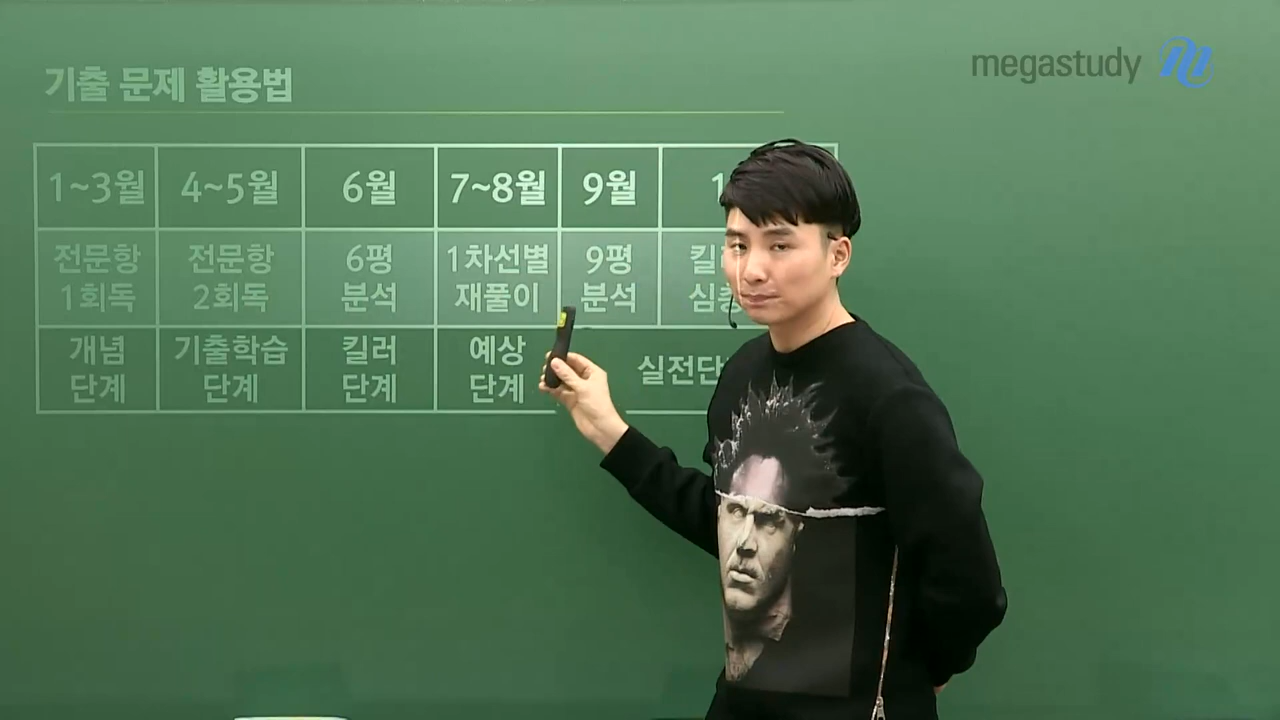 기출 문제 활용법
megastudy
1~3월 4~5월 6월 7~8월 9월
전문항 전문항 6평 1차선별 9평
1회독 2회독 분석 재풀이 분석
개념 기출학습 킬러 예상
단계 단계 단계 단계